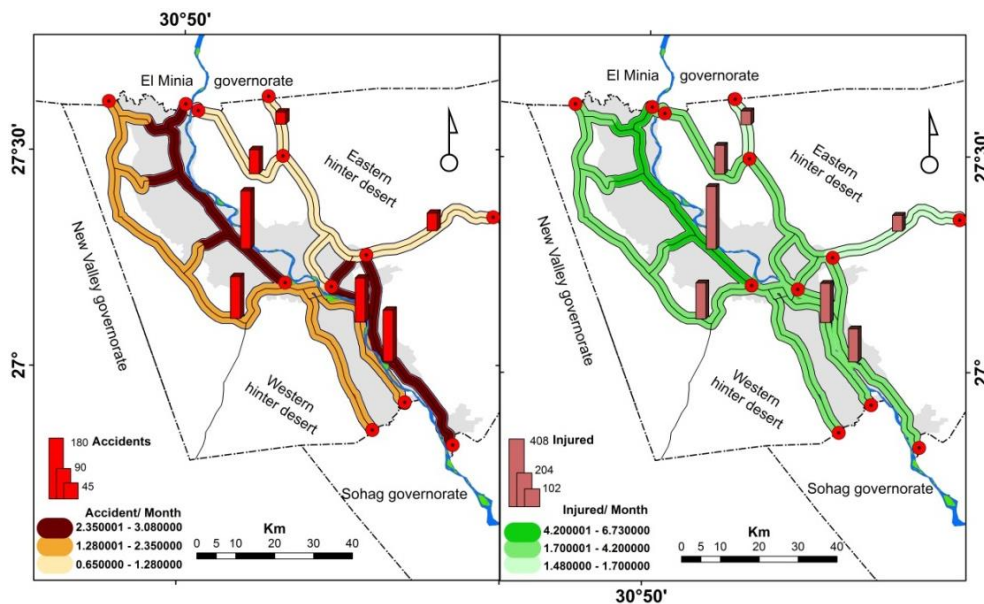 30°50'
El Minia governorate
27°30'
Eastern
hinter desert
New Valley governorate
27°
Western
hinter desert
Sohag governorate
180 Accidents
90
45
Accident/ Month
2.350001 - 3.080000
1.280001 - 2.350000
0.650000 - 1.280000
Km
0 5 10 20 30 40
El Minia governorate
27°30'
Eastern
hinter desert
New Valley governorate
27°
Western
hinter desert
Sohag governorate
408 Injured
204
102
Injured/ Month
4.200001 - 6.730000
1.700001 - 4.200000
1.480000 - 1.700000
Km
0 5 10 20 30 40
30°50'